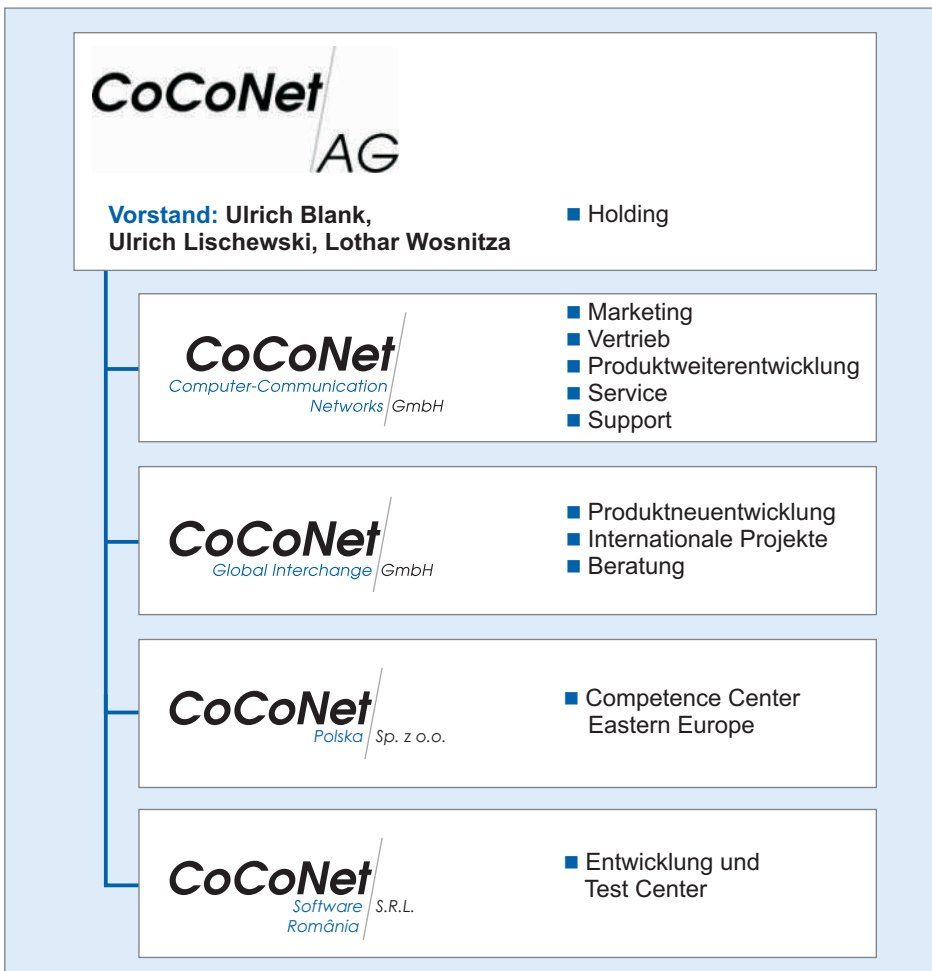 CoCoNet
AG
Vorstand: Ulrich Blank,
Ulrich Lischewski, Lothar Wosnitza
Holding
CoCoNet
Computer-Communication
Networks GmbH
Marketing
Vertrieb
Produktweiterentwicklung
Service
Support
CoCoNet
Global Interchange GmbH
Produktneuentwicklung
Internationale Projekte
Beratung
CoCoNet
Polska Sp. z o.o.
Competence Center
Eastern Europe
CoCoNet
Software S.R.L.
România
Entwicklung und
Test Center